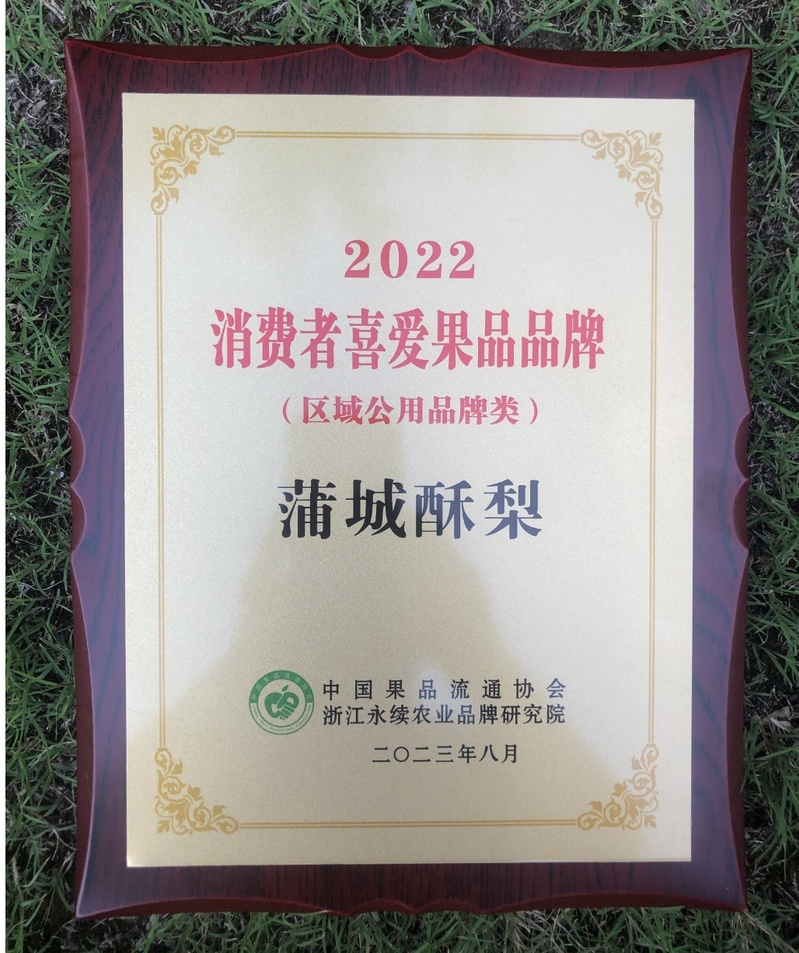 2022
消费者喜爱果品品牌
（区域公用品牌类）
蒲城酥梨
中国果品流通协会
浙江永续农业品牌研究院
二〇二三年八月